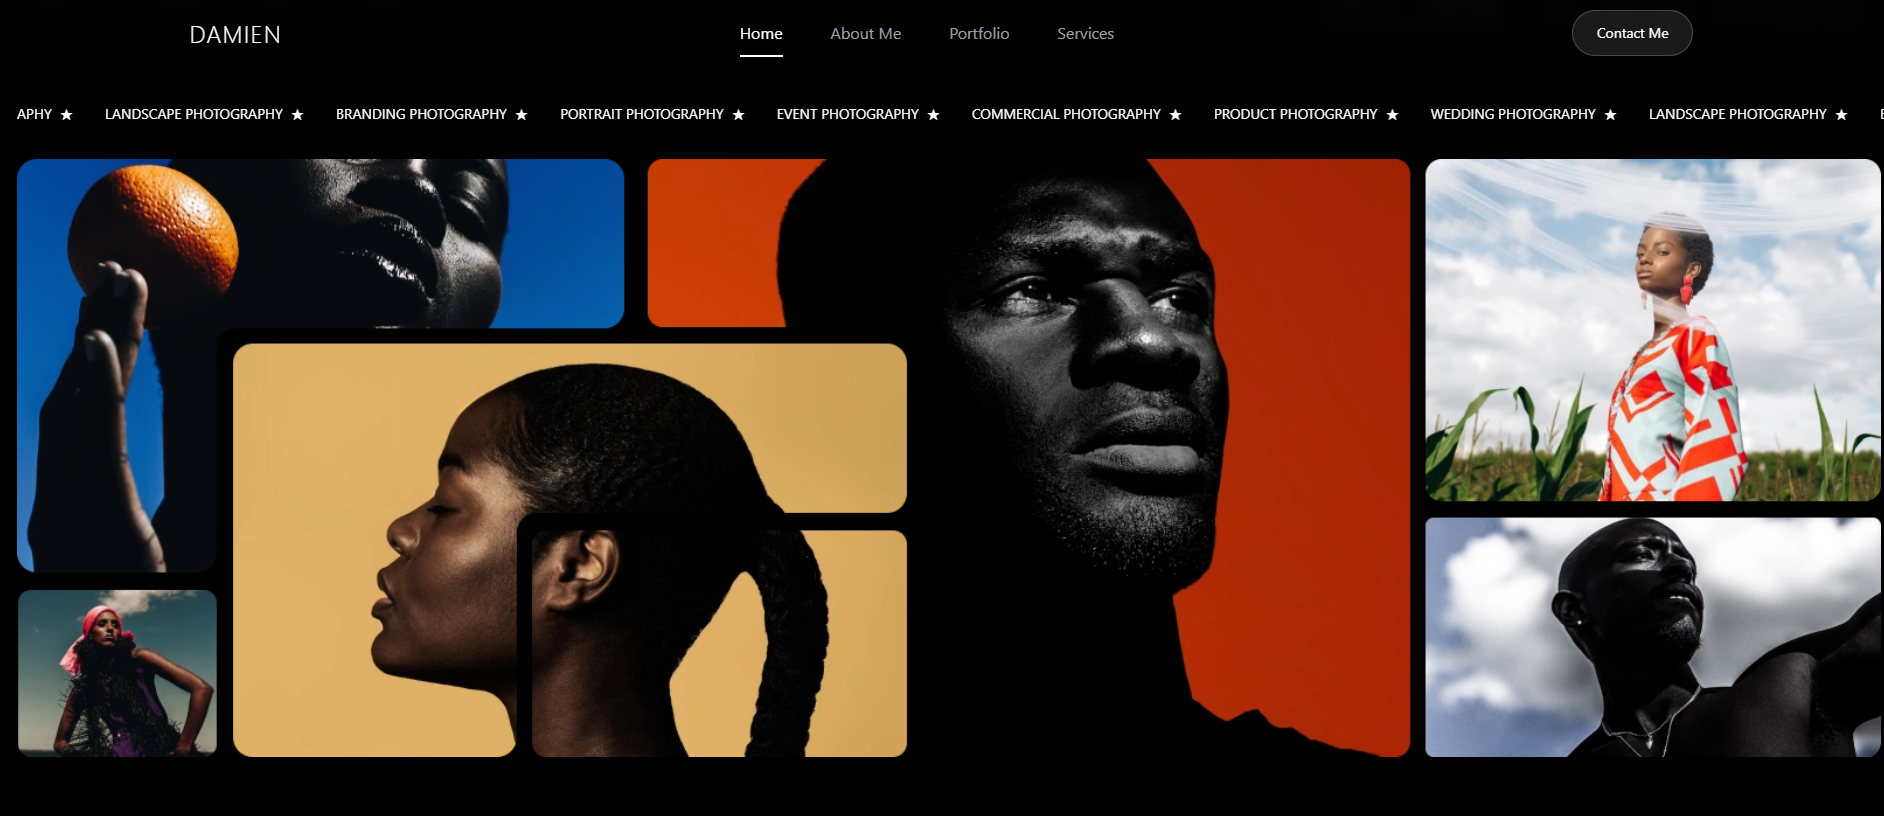 DAMIEN Home About Me Portfolio Services Contact Me
APHY ★ LANDSCAPE PHOTOGRAPHY ★ BRANDING PHOTOGRAPHY ★ PORTRAIT PHOTOGRAPHY ★ EVENT PHOTOGRAPHY ★ COMMERCIAL PHOTOGRAPHY ★ PRODUCT PHOTOGRAPHY ★ WEDDING PHOTOGRAPHY ★ LANDSCAPE PHOTOGRAPHY ★